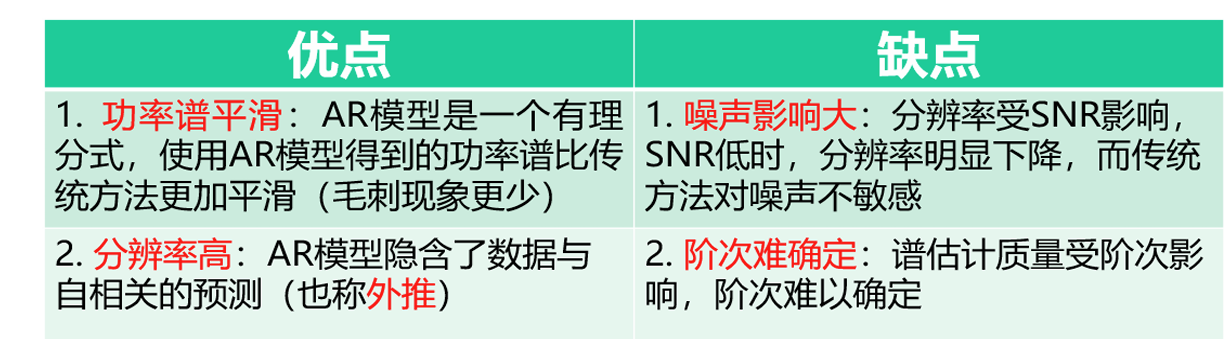 优点
缺点
1. 功率谱平滑：AR模型是一个有理
分式，使用AR模型得到的功率谱比传
统方法更加平滑（毛刺现象更少）
1. 噪声影响大：分辨率受SNR影响，
SNR低时，分辨率明显下降，而传统
方法对噪声不敏感
2. 分辨率高：AR模型隐含了数据与
自相关的预测（也称外推）
2. 阶次难确定：谱估计质量受阶次影
响，阶次难以确定